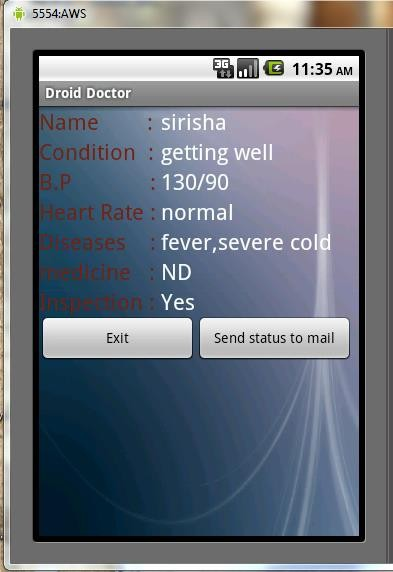 5554:AWS
3G 11:35 AM
Droid Doctor
Name : sirisha
Condition : getting well
B.P : 130/90
Heart Rate : normal
Diseases : fever,severe cold
medicine : ND
Inspection : Yes
Exit Send status to mail